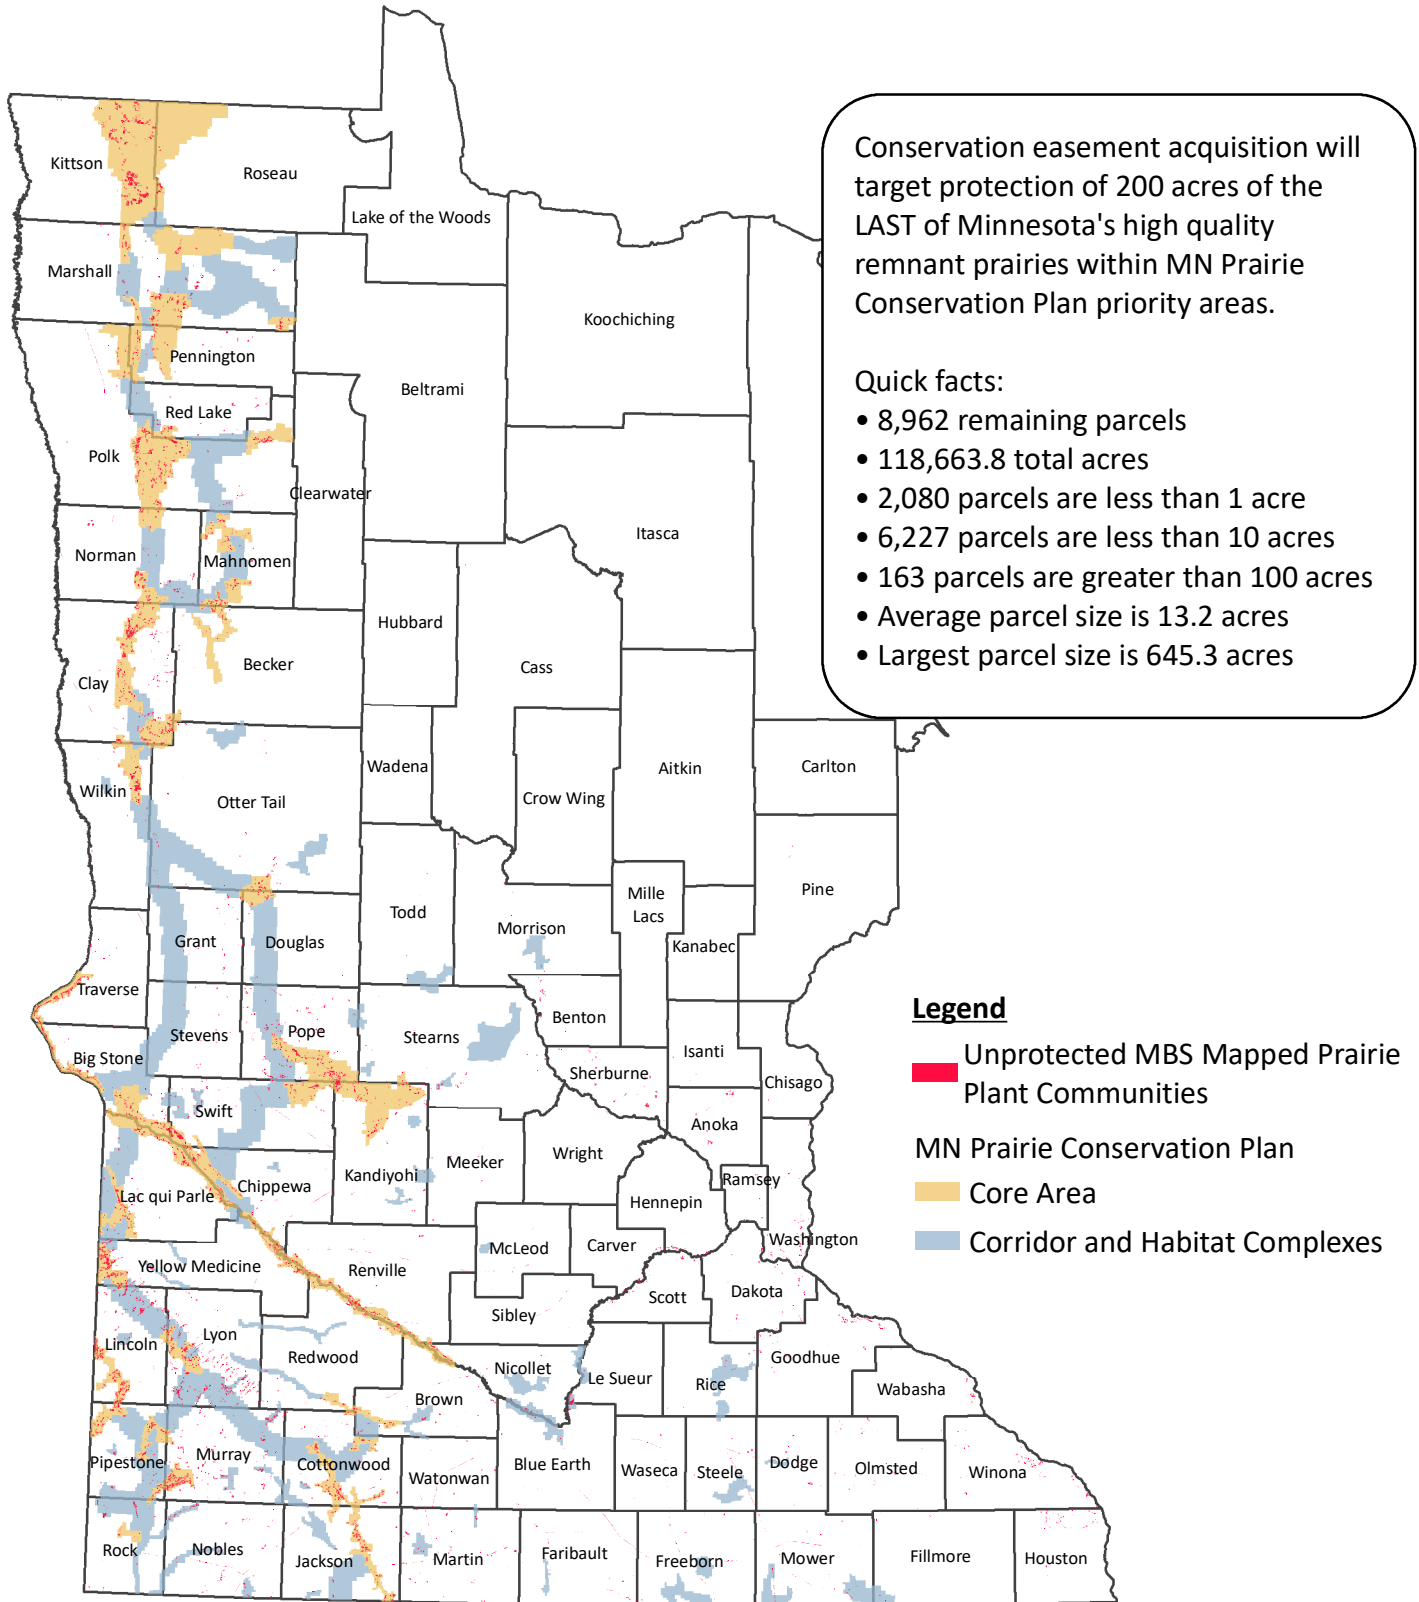 Conservation easement acquisition will
target protection of 200 acres of the
LAST of Minnesota's high quality
remnant prairies within MN Prairie
Conservation Plan priority areas.
Quick facts:
• 8,962 remaining parcels
• 118,663.8 total acres
• 2,080 parcels are less than 1 acre
• 6,227 parcels are less than 10 acres
• 163 parcels are greater than 100 acres
• Average parcel size is 13.2 acres
• Largest parcel size is 645.3 acres
Kittson
Roseau
Lake of the Woods
Marshall
Koochiching
Pennington
Beltrami
Red Lake
Polk
Clearwater
Itasca
Norman
Mahnomen
Hubbard
Becker
Cass
Clay
Wadena
Aitkin
Carlton
Wilkin
Otter Tail
Crow Wing
Pine
Mille
Lacs
Todd
Morrison
Grant
Douglas
Kanabec
Traverse
Benton
Stevens
Pope
Stearns
Isanti
Big Stone
Sherburne
Chisago
Swift
Anoka
Wright
Meeker
Kandiyohi
Ramsey
Lac qui Parle
Chippewa
Hennepin
Washington
McLeod
Carver
Yellow Medicine
Renville
Dakota
Scott
Sibley
Lyon
Lincoln
Redwood
Goodhue
Nicollet
Le Sueur
Rice
Wabasha
Brown
Murray
Pipestone
Cottonwood
Watonwan
Blue Earth
Waseca
Steele
Dodge
Olmsted
Winona
Rock
Nobles
Jackson
Martin
Faribault
Freeborn
Mower
Fillmore
Houston
Legend
Unprotected MBS Mapped Prairie
Plant Communities
MN Prairie Conservation Plan
Core Area
Corridor and Habitat Complexes